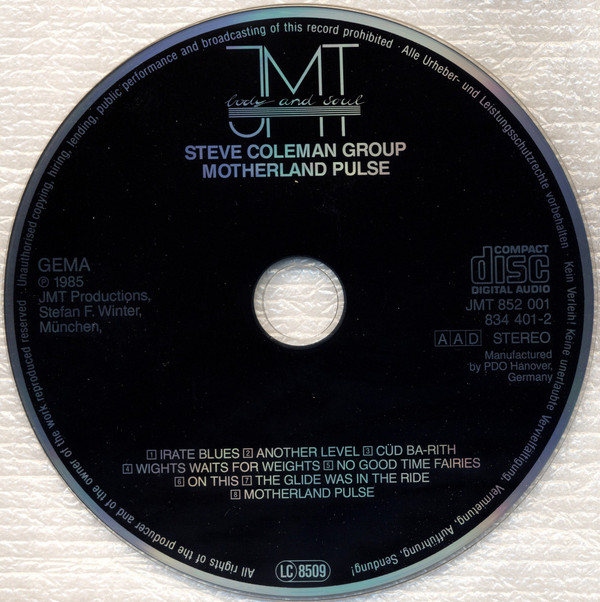 JMT
body and soul
STEVE COLEMAN GROUP
MOTHERLAND PULSE
GEMA
℗ 1985
JMT Productions,
Stefan F. Winter,
München,
COMPACT
disc
DIGITAL AUDIO
JMT 852 001
834 401-2
AAD STEREO
Manufactured
by PDO Hanover,
Germany
1 IRATE BLUES 2 ANOTHER LEVEL 3 CÜD BA-RITH
4 WIGHTS WAITS FOR WEIGHTS 5 NO GOOD TIME FAIRIES
6 ON THIS 7 THE GLIDE WAS IN THE RIDE
8 MOTHERLAND PULSE
LC 8509
All rights of the producer and of the owner of the work reproduced reserved · Unauthorised copying, hiring, lending, public performance and broadcasting of this record prohibited · Alle Urheber- und Leistungsschutzrechte vorbehalten · Kein Verleih! Keine unerlaubte Vervielfältigung, Vermietung, Aufführung, Sendung!